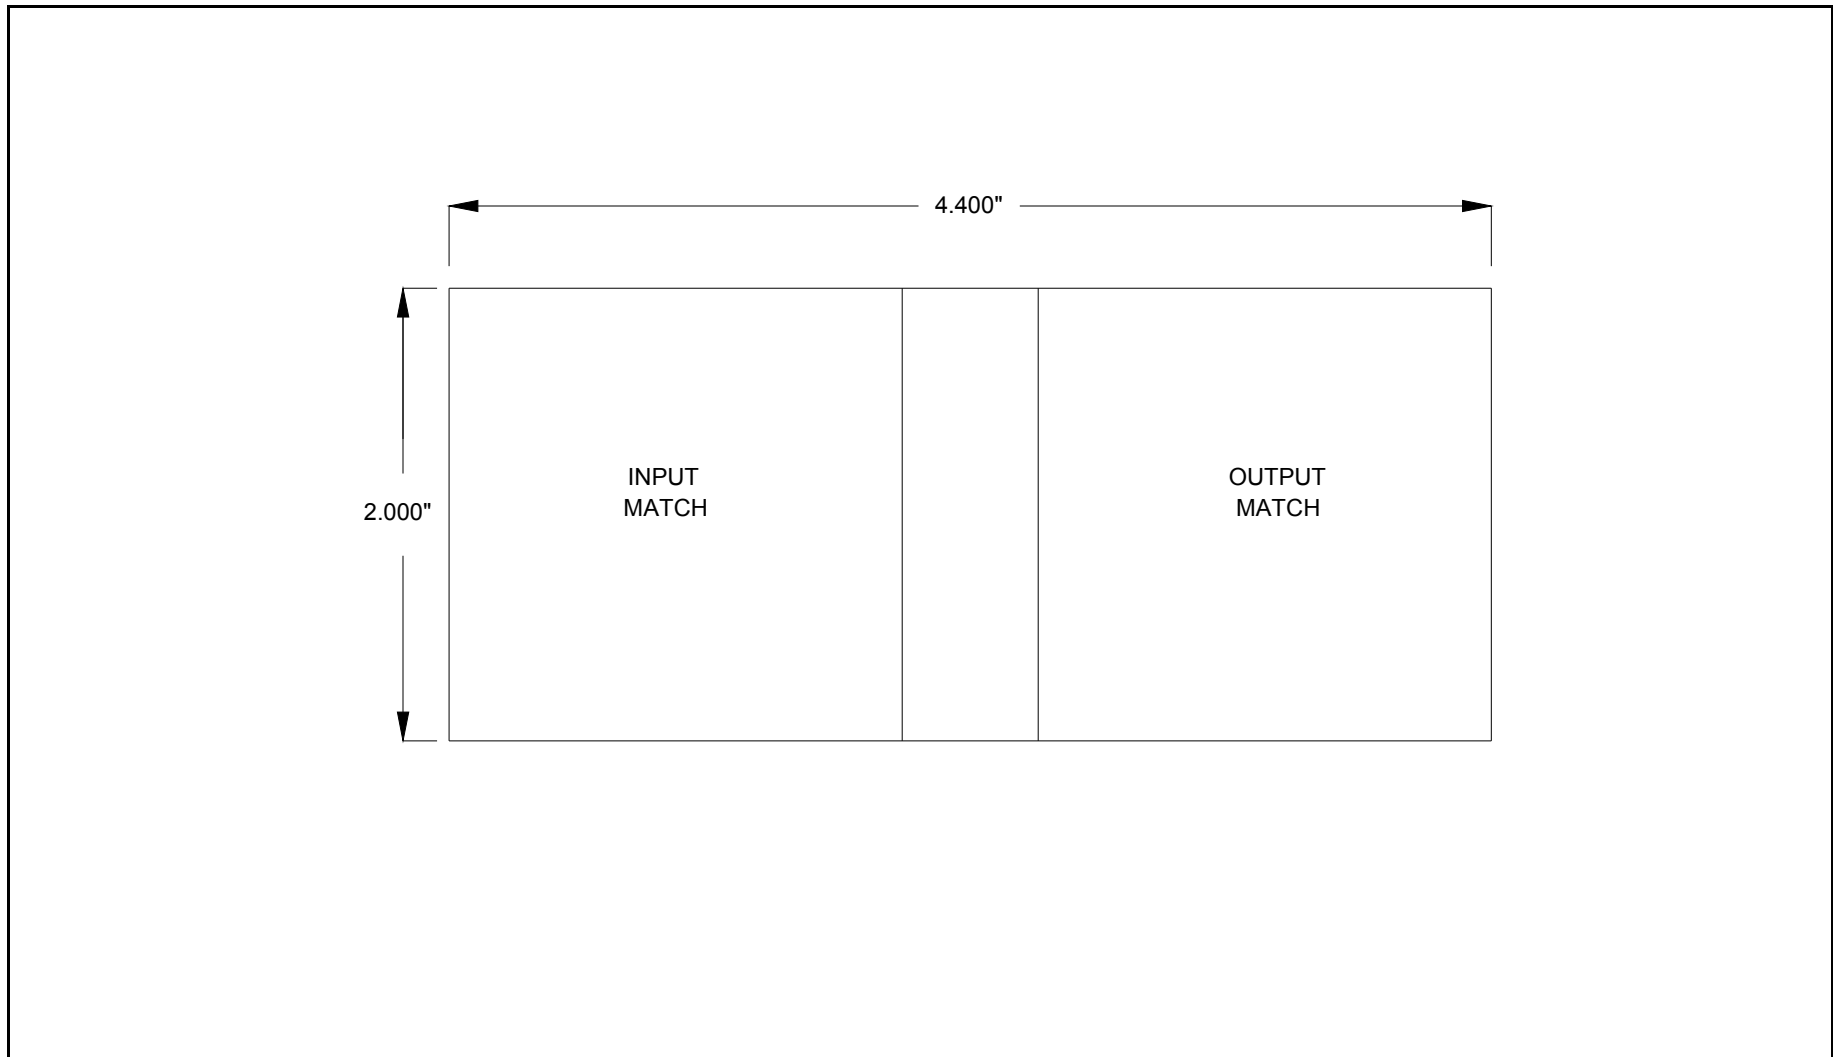 4.400"
2.000"
INPUT
MATCH
OUTPUT
MATCH